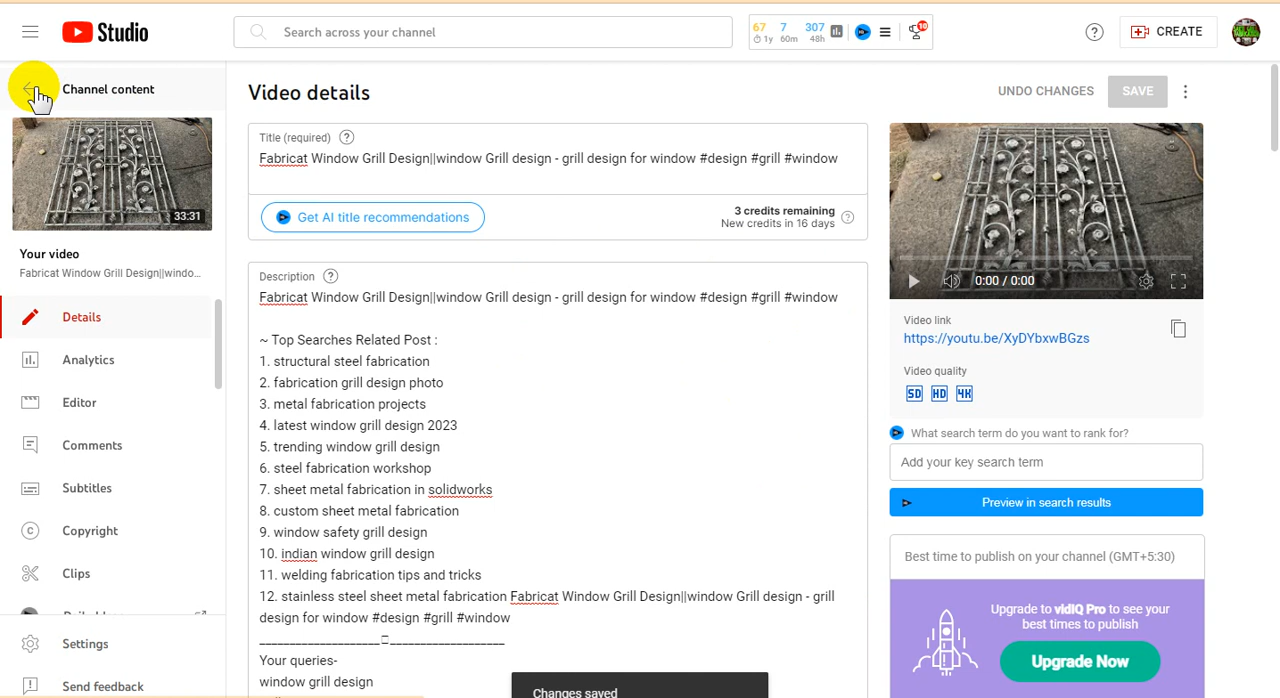 Studio
Search across your channel
67
7
307
1y
60m
48h
10
CREATE
Channel content
33:31
Your video
Fabricat Window Grill Design||windo...
Details
Analytics
Editor
Comments
Subtitles
Copyright
Clips
Settings
Send feedback
Video details
UNDO CHANGES
SAVE
Title (required)
Fabricat Window Grill Design||window Grill design - grill design for window #design #grill #window
Get AI title recommendations
3 credits remaining
New credits in 16 days
Description
Fabricat Window Grill Design||window Grill design - grill design for window #design #grill #window
~ Top Searches Related Post :
1. structural steel fabrication
2. fabrication grill design photo
3. metal fabrication projects
4. latest window grill design 2023
5. trending window grill design
6. steel fabrication workshop
7. sheet metal fabrication in solidworks
8. custom sheet metal fabrication
9. window safety grill design
10. indian window grill design
11. welding fabrication tips and tricks
12. stainless steel sheet metal fabrication Fabricat Window Grill Design||window Grill design - grill
design for window #design #grill #window
Your queries-
window grill design
Changes saved
0:00 / 0:00
Video link
https://youtu.be/XyDYbxwBGzs
Video quality
SD HD 4K
What search term do you want to rank for?
Add your key search term
Preview in search results
Best time to publish on your channel (GMT+5:30)
Upgrade to vidIQ Pro to see your
best times to publish
Upgrade Now